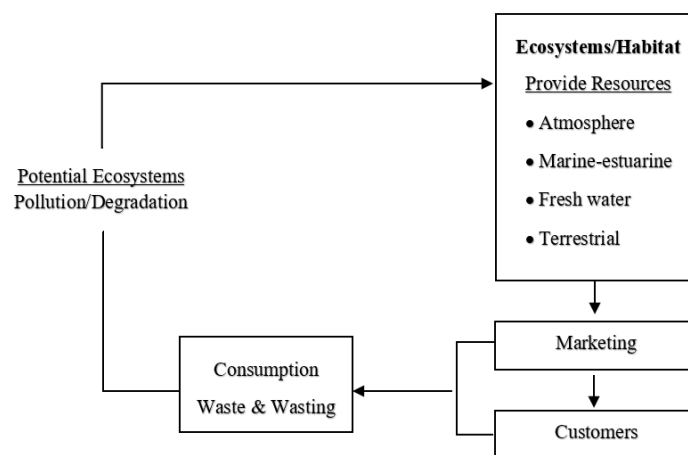 Ecosystems/Habitat
Provide Resources
• Atmosphere
• Marine-estuarine
• Fresh water
• Terrestrial
Potential Ecosystems
Pollution/Degradation
Marketing
Consumption
Waste & Wasting
Customers